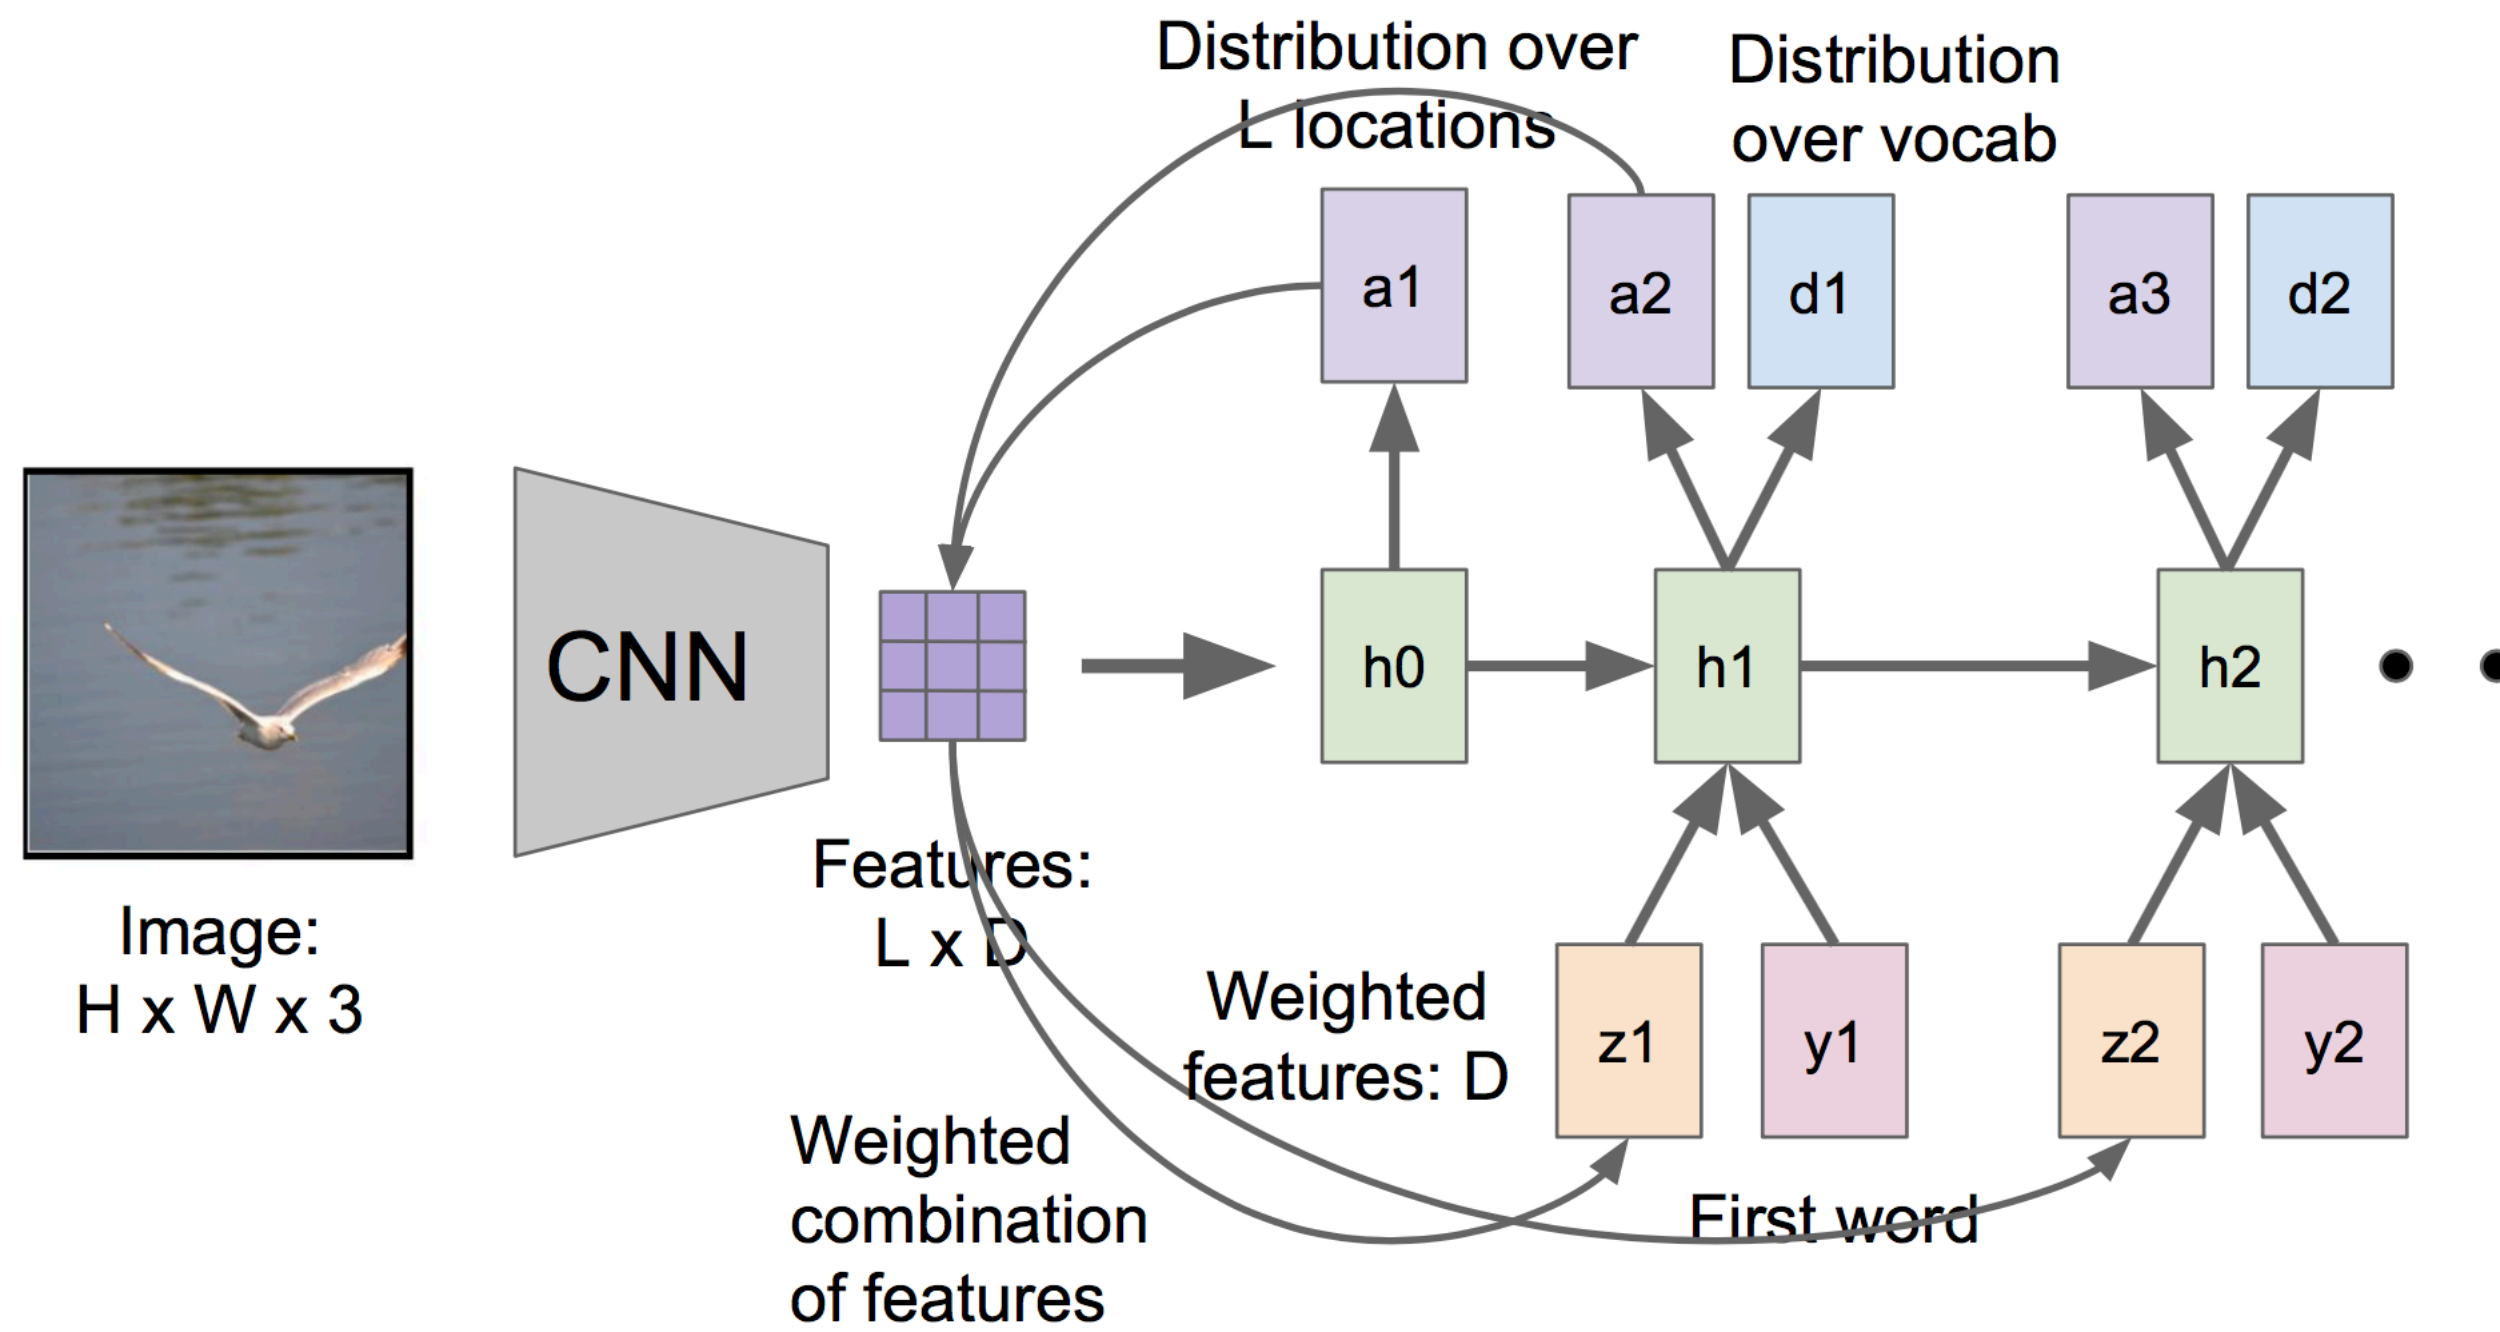 Distribution over
L locations
Distribution
over vocab
a1
a2
d1
a3
d2
CNN
h0
h1
h2
Features:
L x D
Image:
H x W x 3
Weighted
features: D
z1
y1
z2
y2
Weighted
combination
of features
First word